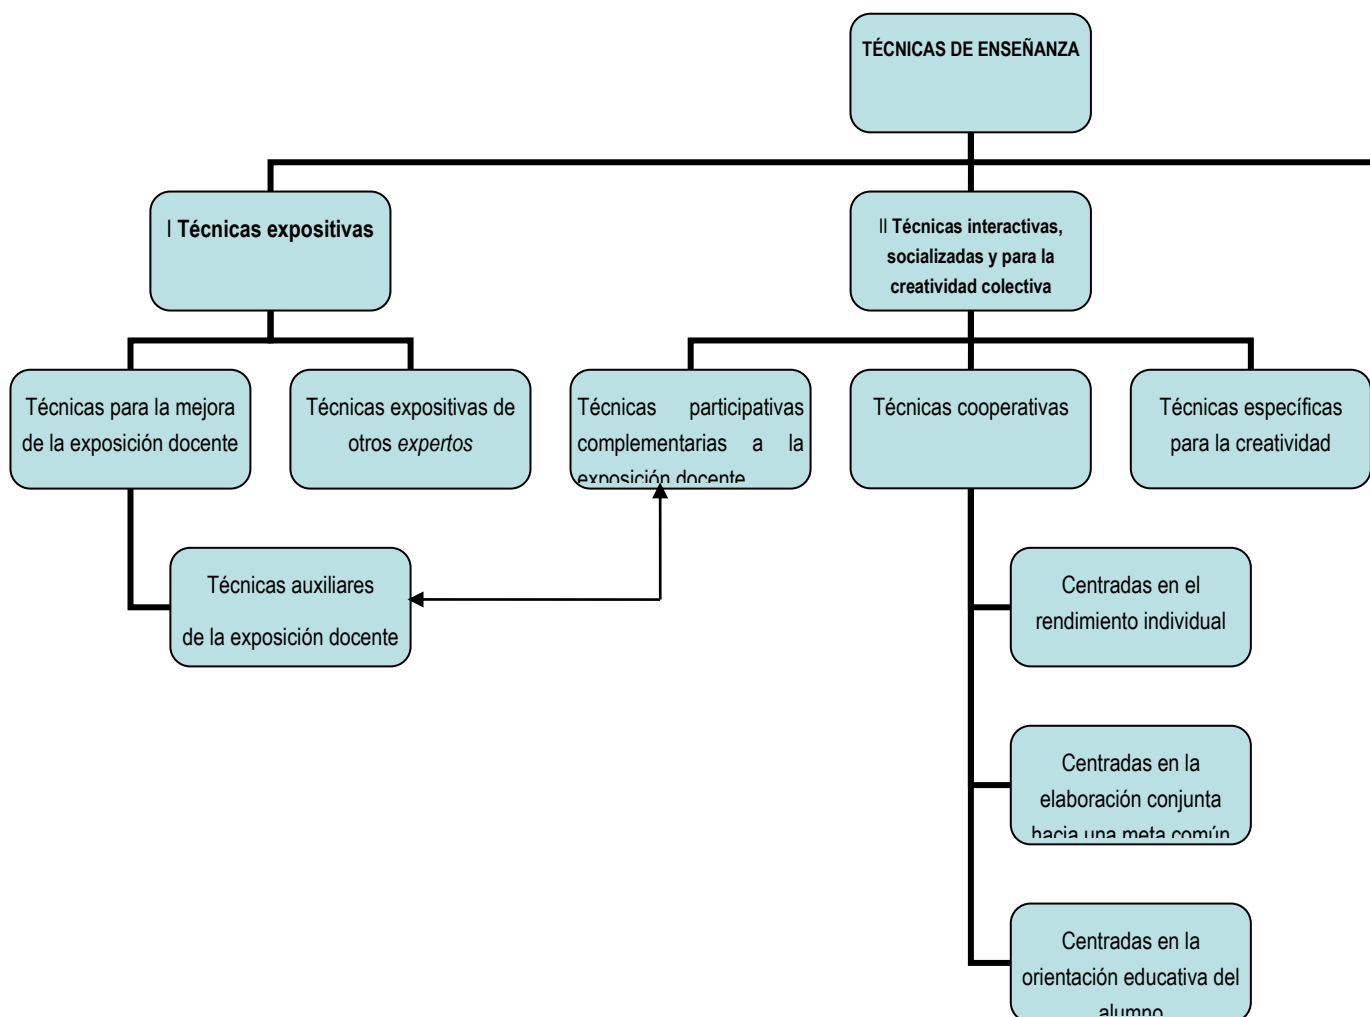 TÉCNICAS DE ENSEÑANZA
I Técnicas expositivas
II Técnicas interactivas,
socializadas y para la
creatividad colectiva
Técnicas para la mejora
de la exposición docente
Técnicas expositivas de
otros expertos
Técnicas participativas
complementarias a la
exposición docente
Técnicas cooperativas
Técnicas específicas
para la creatividad
Técnicas auxiliares
de la exposición docente
Centradas en el
rendimiento individual
Centradas en la
elaboración conjunta
hacia una meta común
Centradas en la
orientación educativa del
alumno